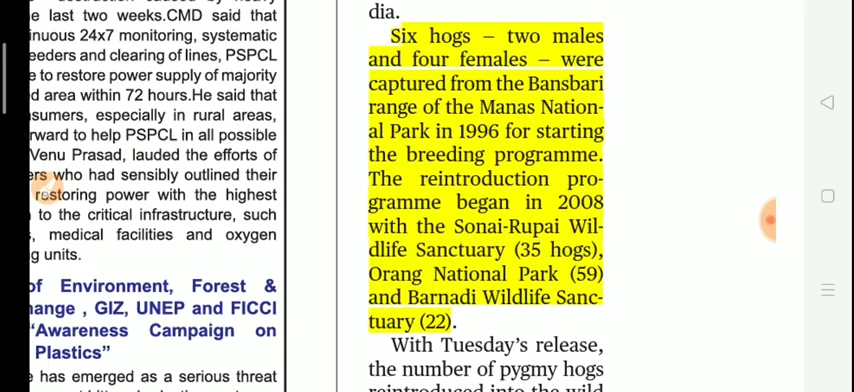 e last two weeks.CMD said that
inuous 24x7 monitoring, systematic
eeders and clearing of lines, PSPCL
e to restore power supply of majority
d area within 72 hours.He said that
nsumers, especially in rural areas,
rward to help PSPCL in all possible
Venu Prasad, lauded the efforts of
ers who had sensibly outlined their
restoring power with the highest
to the critical infrastructure, such
, medical facilities and oxygen
g units.
of Environment, Forest &
hange , GIZ, UNEP and FICCI
“Awareness Campaign on
Plastics”
e has emerged as a serious threat
dia.
Six hogs – two males
and four females – were
captured from the Bansbari
range of the Manas Nation-
al Park in 1996 for starting
the breeding programme.
The reintroduction pro-
gramme began in 2008
with the Sonai-Rupai Wil-
dlife Sanctuary (35 hogs),
Orang National Park (59)
and Barnadi Wildlife Sanc-
tuary (22).
With Tuesday’s release,
the number of pygmy hogs
reintroduced into the wild